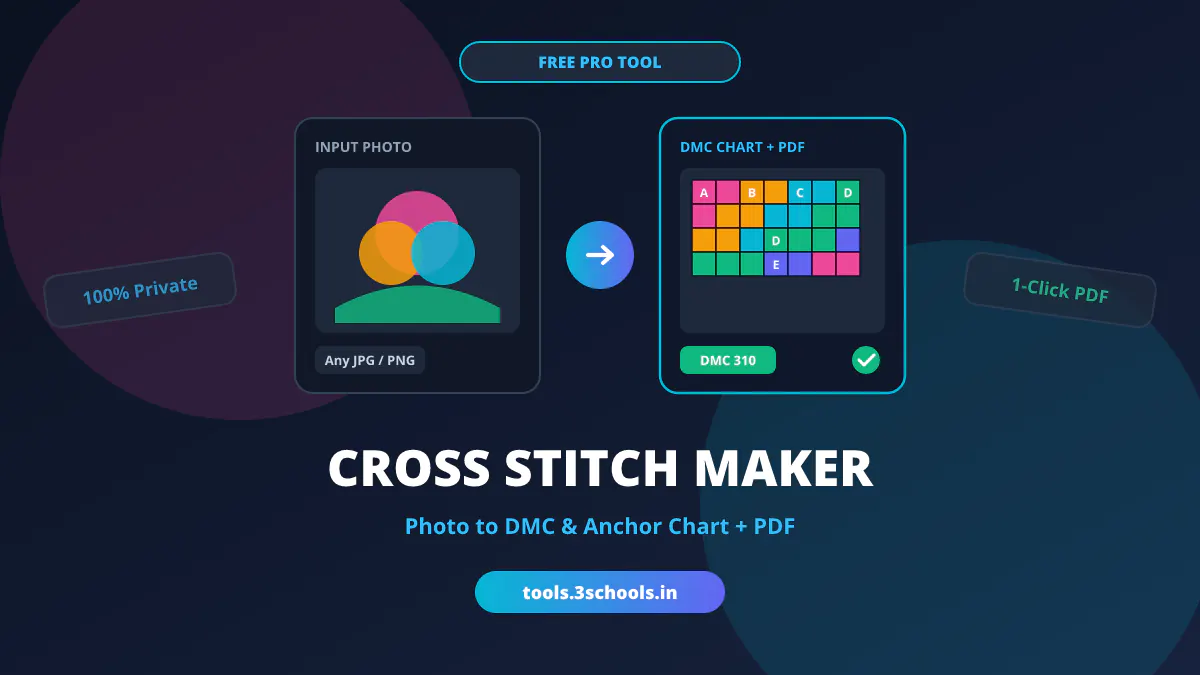 FREE PRO TOOL
INPUT PHOTO
Any JPG / PNG
DMC CHART + PDF
A B C D
D
E
DMC 310
100% Private
1-Click PDF
CROSS STITCH MAKER
Photo to DMC & Anchor Chart + PDF
tools.3schools.in